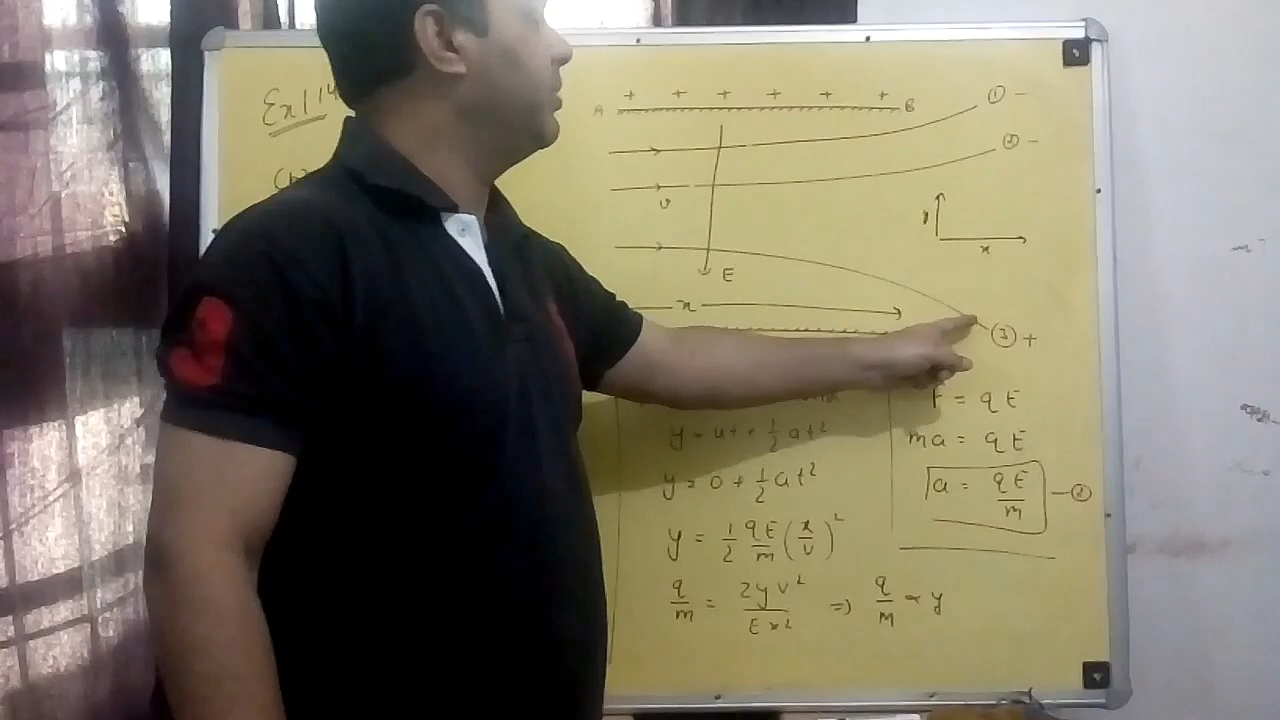 Ex 1.14
+ + + + + +
A B
① -
② -
v
y
x
E
x
③ +
F = qE
y = ut + ½ at²
ma = qE
y = 0 + ½ at²
a = qE/m —②
y = ½ qE/m (x/v)²
q/m = 2yv²/Ex² ⇒ q/m ∝ y